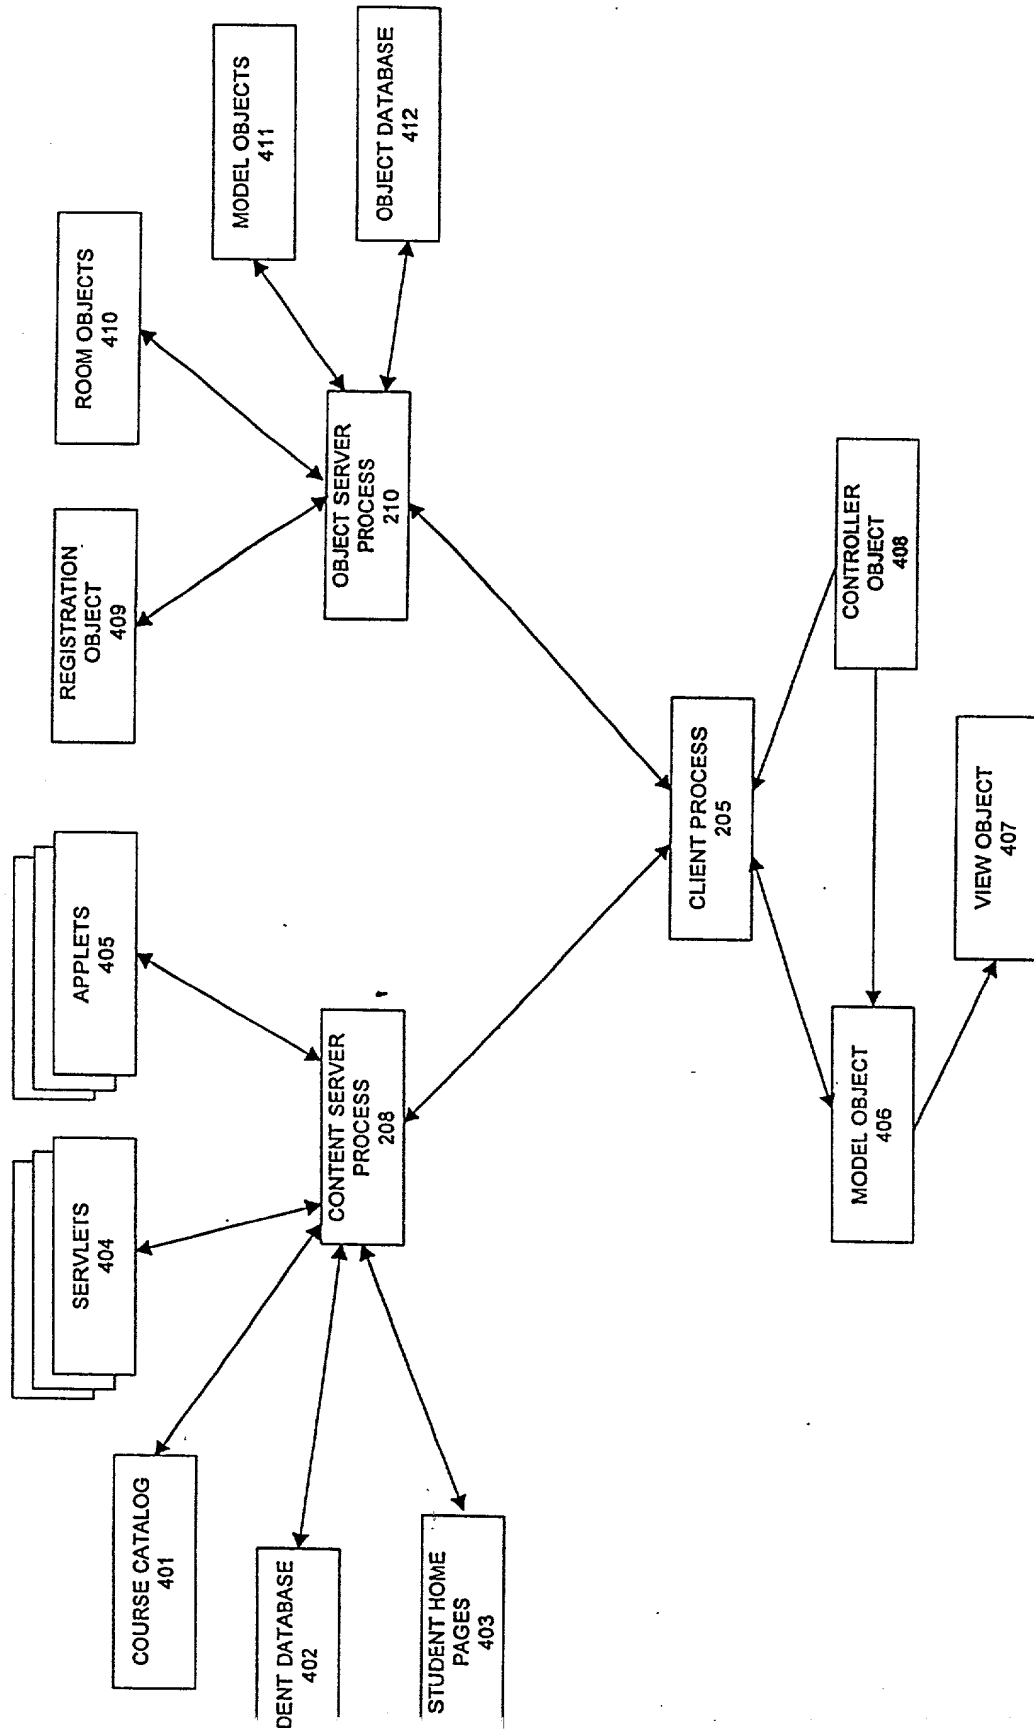 COURSE CATALOG
401
DENT DATABASE
402
STUDENT HOME
PAGES
403
SERVLETS
404
APPLETS
405
CONTENT SERVER
PROCESS
208
REGISTRATION
OBJECT
409
ROOM OBJECTS
410
MODEL OBJECTS
411
OBJECT DATABASE
412
OBJECT SERVER
PROCESS
210
CLIENT PROCESS
205
MODEL OBJECT
406
CONTROLLER
OBJECT
408
VIEW OBJECT
407